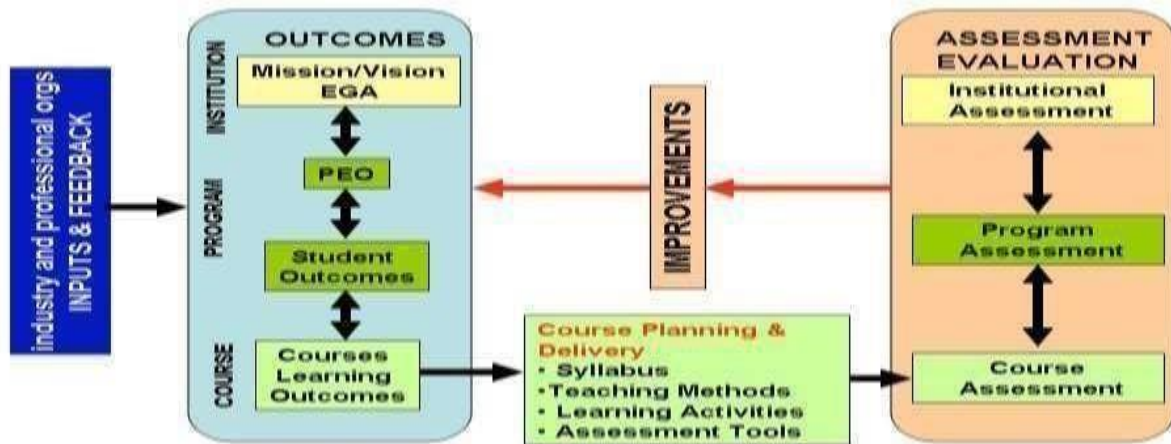 industry and professional orgs
INPUTS & FEEDBACK
OUTCOMES
INSTITUTION
Mission/Vision
EGA
PROGRAM
PEO
Student
Outcomes
COURSE
Courses
Learning
Outcomes
IMPROVEMENTS
Course Planning &
Delivery
• Syllabus
•Teaching Methods
• Learning Activities
• Assessment Tools
ASSESSMENT
EVALUATION
Institutional
Assessment
Program
Assessment
Course
Assessment